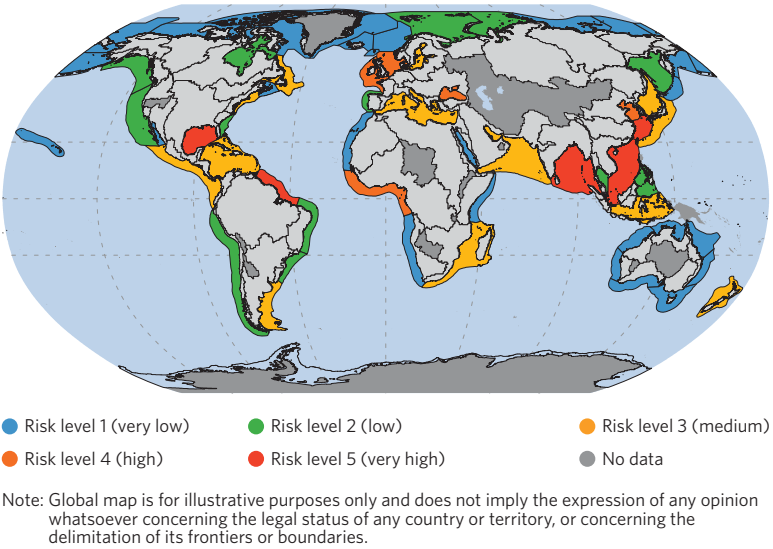 Risk level 1 (very low)
Risk level 2 (low)
Risk level 3 (medium)
Risk level 4 (high)
Risk level 5 (very high)
No data
Note: Global map is for illustrative purposes only and does not imply the expression of any opinion
whatsoever concerning the legal status of any country or territory, or concerning the
delimitation of its frontiers or boundaries.